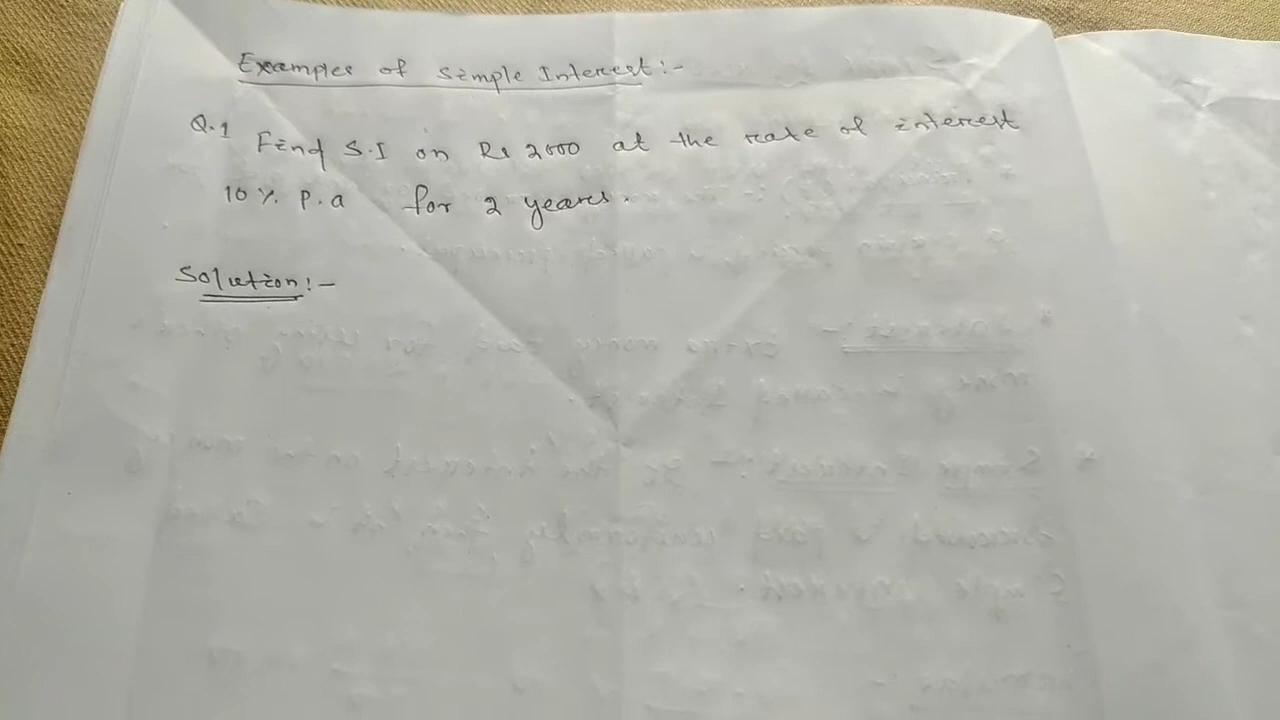 Examples of Simple Interest:-
Q.1 Find S.I on Rs 2000 at the rate of interest
10 % p.a for 2 years.
Solution:-